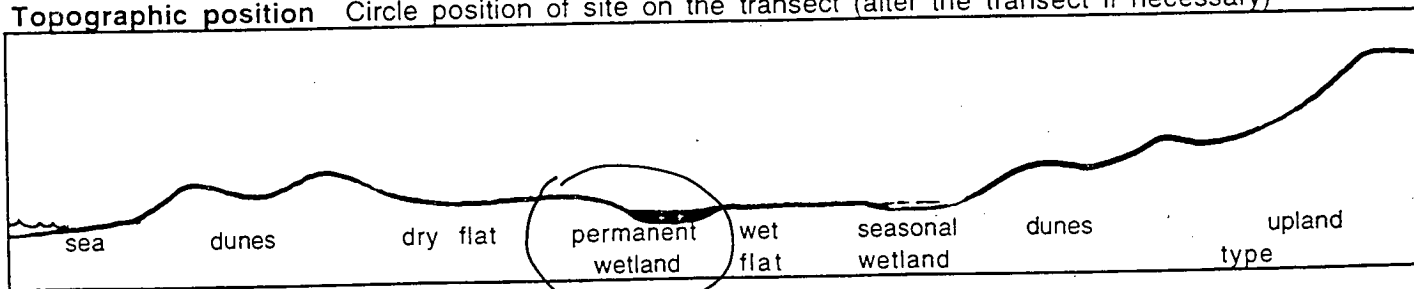 Topographic position Circle position of site on the transect (alter the transect if necessary)
sea dunes dry flat permanent wetland wet flat seasonal wetland dunes upland
type